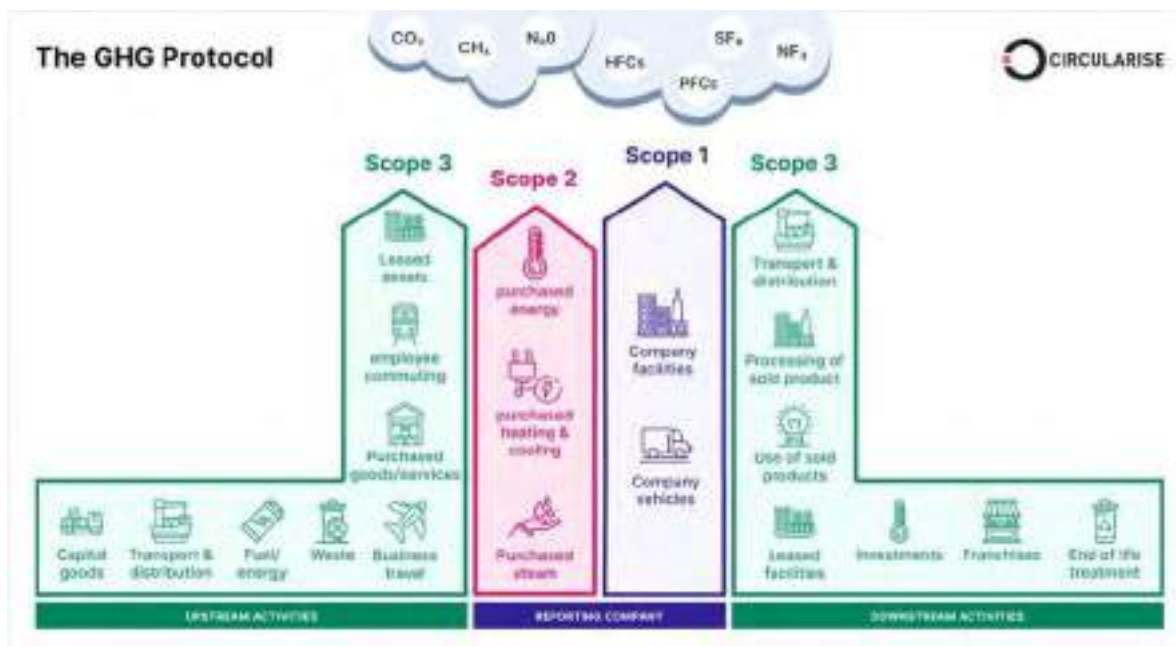 The GHG Protocol
CO₂
CH₄
N₂0
HFCs
PFCs
SF₆
NF₃
CIRCULARISE
Scope 3
Scope 2
Scope 1
Scope 3
Leased
assets
employee
commuting
Purchased
goods/services
Capital
goods
Transport &
distribution
Fuel/
energy
Waste
Business
travel
purchased
energy
purchased
heating &
cooling
Purchased
steam
Company
facilities
Company
vehicles
Transport &
distribution
Processing of
sold product
Use of sold
products
Leased
facilities
Investments
Franchises
End of life
treatment
UPSTREAM ACTIVITIES
REPORTING COMPANY
DOWNSTREAM ACTIVITIES